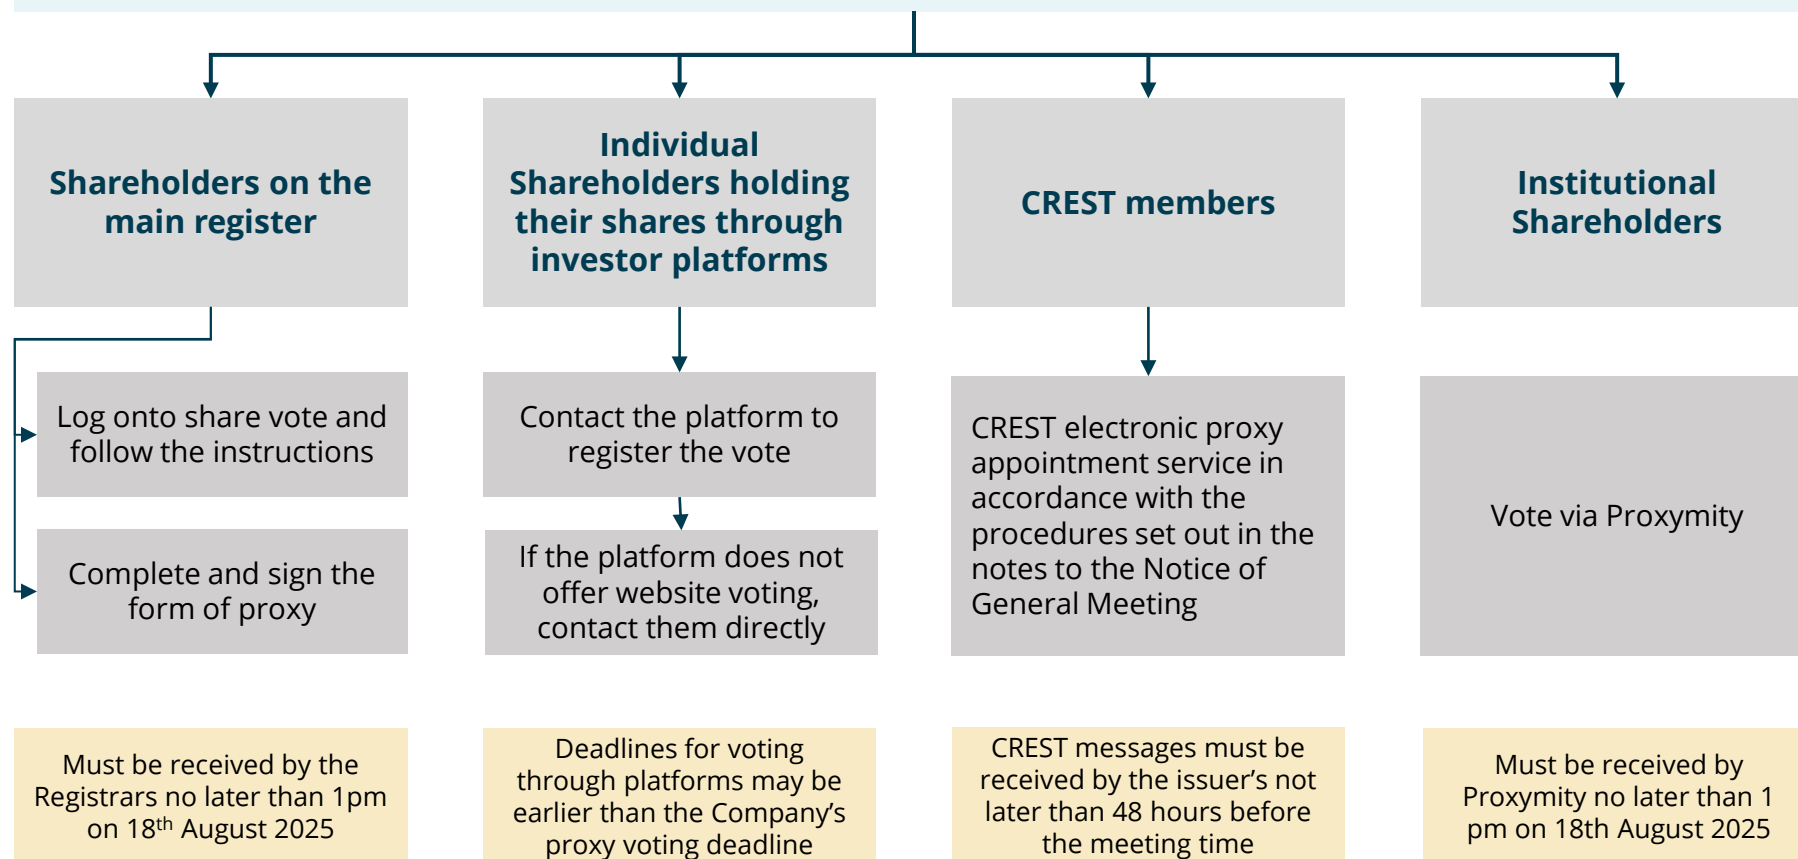 Shareholders on the
main register
Individual
Shareholders holding
their shares through
investor platforms
CREST members
Institutional
Shareholders
Log onto share vote and
follow the instructions
Complete and sign the
form of proxy
Contact the platform to
register the vote
If the platform does not
offer website voting,
contact them directly
CREST electronic proxy
appointment service in
accordance with the
procedures set out in the
notes to the Notice of
General Meeting
Vote via Proxymity
Must be received by the
Registrars no later than 1pm
on 18th August 2025
Deadlines for voting
through platforms may be
earlier than the Company’s
proxy voting deadline
CREST messages must be
received by the issuer’s not
later than 48 hours before
the meeting time
Must be received by
Proxymity no later than 1
pm on 18th August 2025